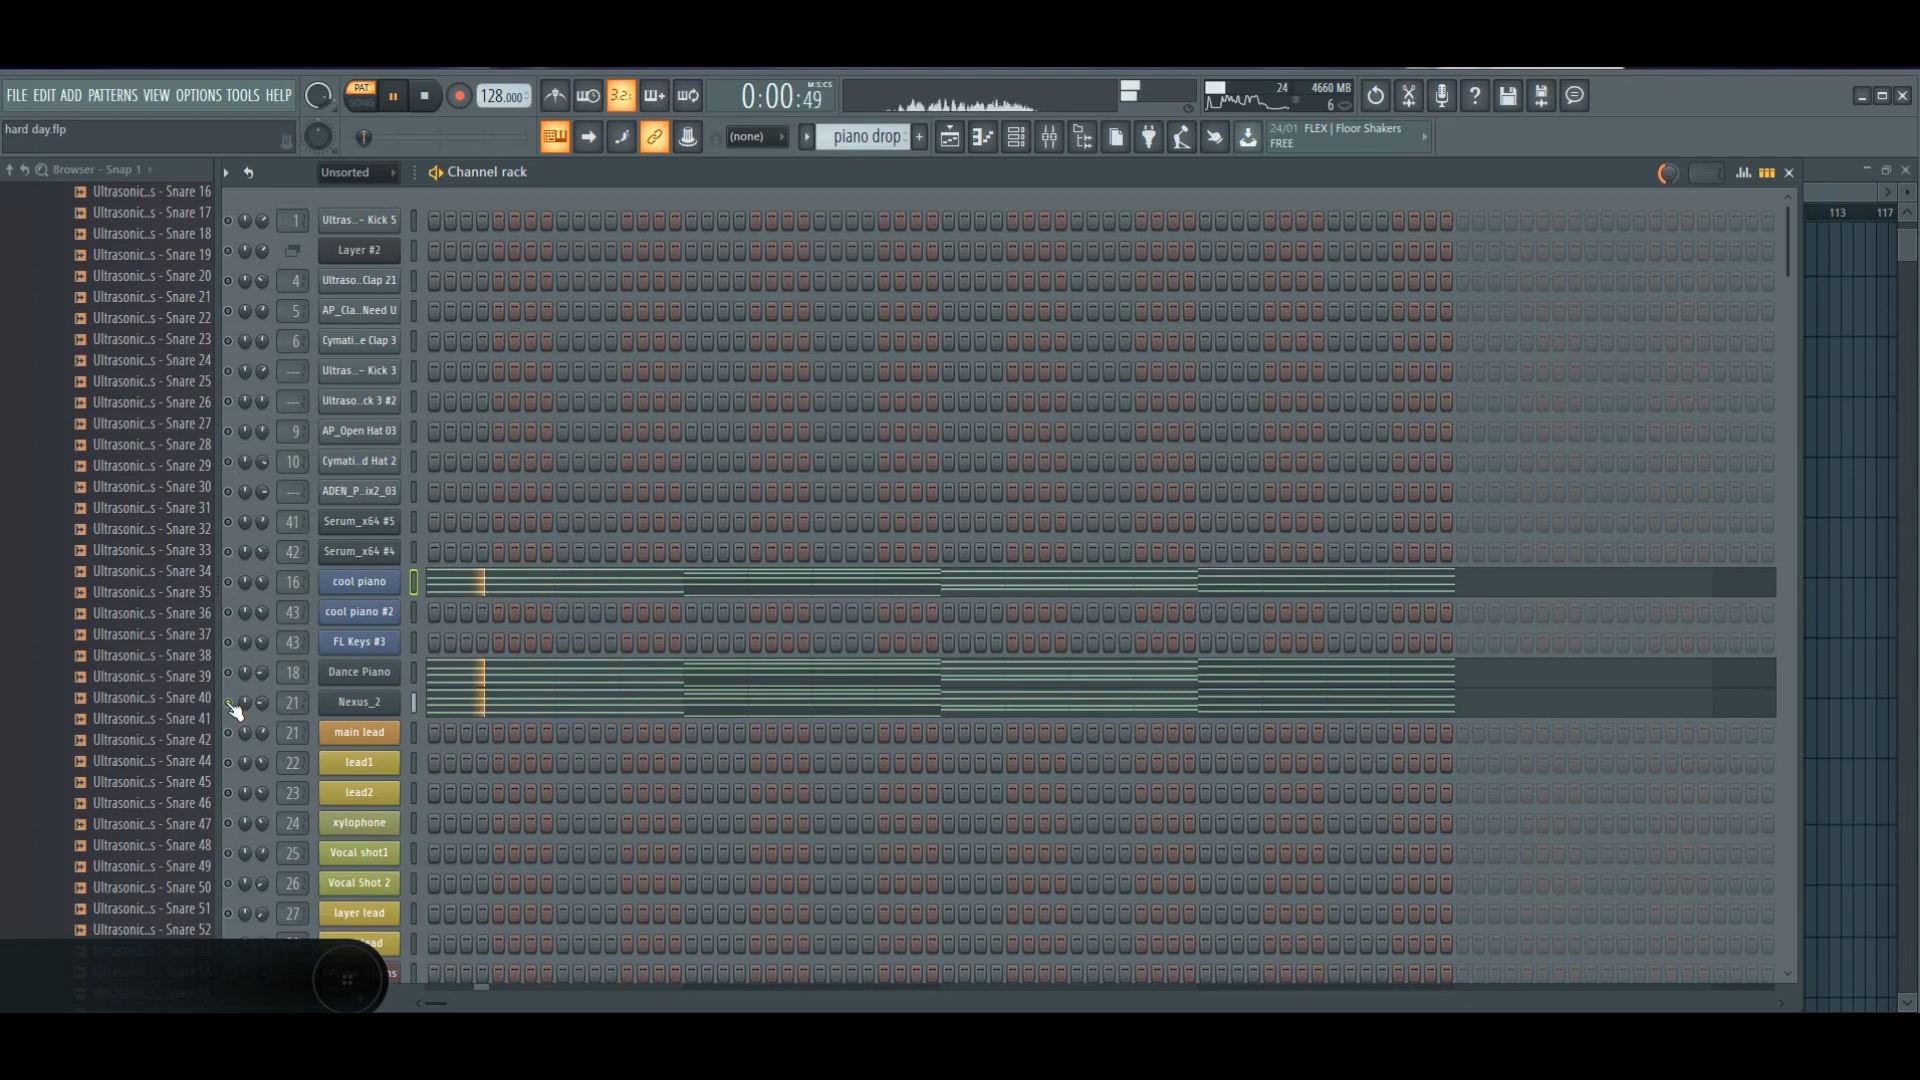 FILE EDIT ADD PATTERNS VIEW OPTIONS TOOLS HELP
PAT
SONG
128.000
3.2.
0:00:49
M:S:CS
24
4660 MB
6
hard day.flp
(none)
piano drop
24/01 FLEX | Floor Shakers
FREE
Browser - Snap 1
Unsorted
Channel rack
113
117
Ultrasonic..s - Snare 16
Ultrasonic..s - Snare 17
Ultrasonic..s - Snare 18
Ultrasonic..s - Snare 19
Ultrasonic..s - Snare 20
Ultrasonic..s - Snare 21
Ultrasonic..s - Snare 22
Ultrasonic..s - Snare 23
Ultrasonic..s - Snare 24
Ultrasonic..s - Snare 25
Ultrasonic..s - Snare 26
Ultrasonic..s - Snare 27
Ultrasonic..s - Snare 28
Ultrasonic..s - Snare 29
Ultrasonic..s - Snare 30
Ultrasonic..s - Snare 31
Ultrasonic..s - Snare 32
Ultrasonic..s - Snare 33
Ultrasonic..s - Snare 34
Ultrasonic..s - Snare 35
Ultrasonic..s - Snare 36
Ultrasonic..s - Snare 37
Ultrasonic..s - Snare 38
Ultrasonic..s - Snare 39
Ultrasonic..s - Snare 40
Ultrasonic..s - Snare 41
Ultrasonic..s - Snare 42
Ultrasonic..s - Snare 44
Ultrasonic..s - Snare 45
Ultrasonic..s - Snare 46
Ultrasonic..s - Snare 47
Ultrasonic..s - Snare 48
Ultrasonic..s - Snare 49
Ultrasonic..s - Snare 50
Ultrasonic..s - Snare 51
Ultrasonic..s - Snare 52
1 Ultras..- Kick 5
Layer #2
4 Ultraso..Clap 21
5 AP_Cla..Need U
6 Cymati..e Clap 3
--- Ultras..- Kick 3
--- Ultraso..ck 3 #2
9 AP_Open Hat 03
10 Cymati..d Hat 2
--- ADEN_P..ix2_03
41 Serum_x64 #5
42 Serum_x64 #4
16 cool piano
43 cool piano #2
43 FL Keys #3
18 Dance Piano
21 Nexus_2
21 main lead
22 lead1
23 lead2
24 xylophone
25 Vocal shot1
26 Vocal Shot 2
27 layer lead